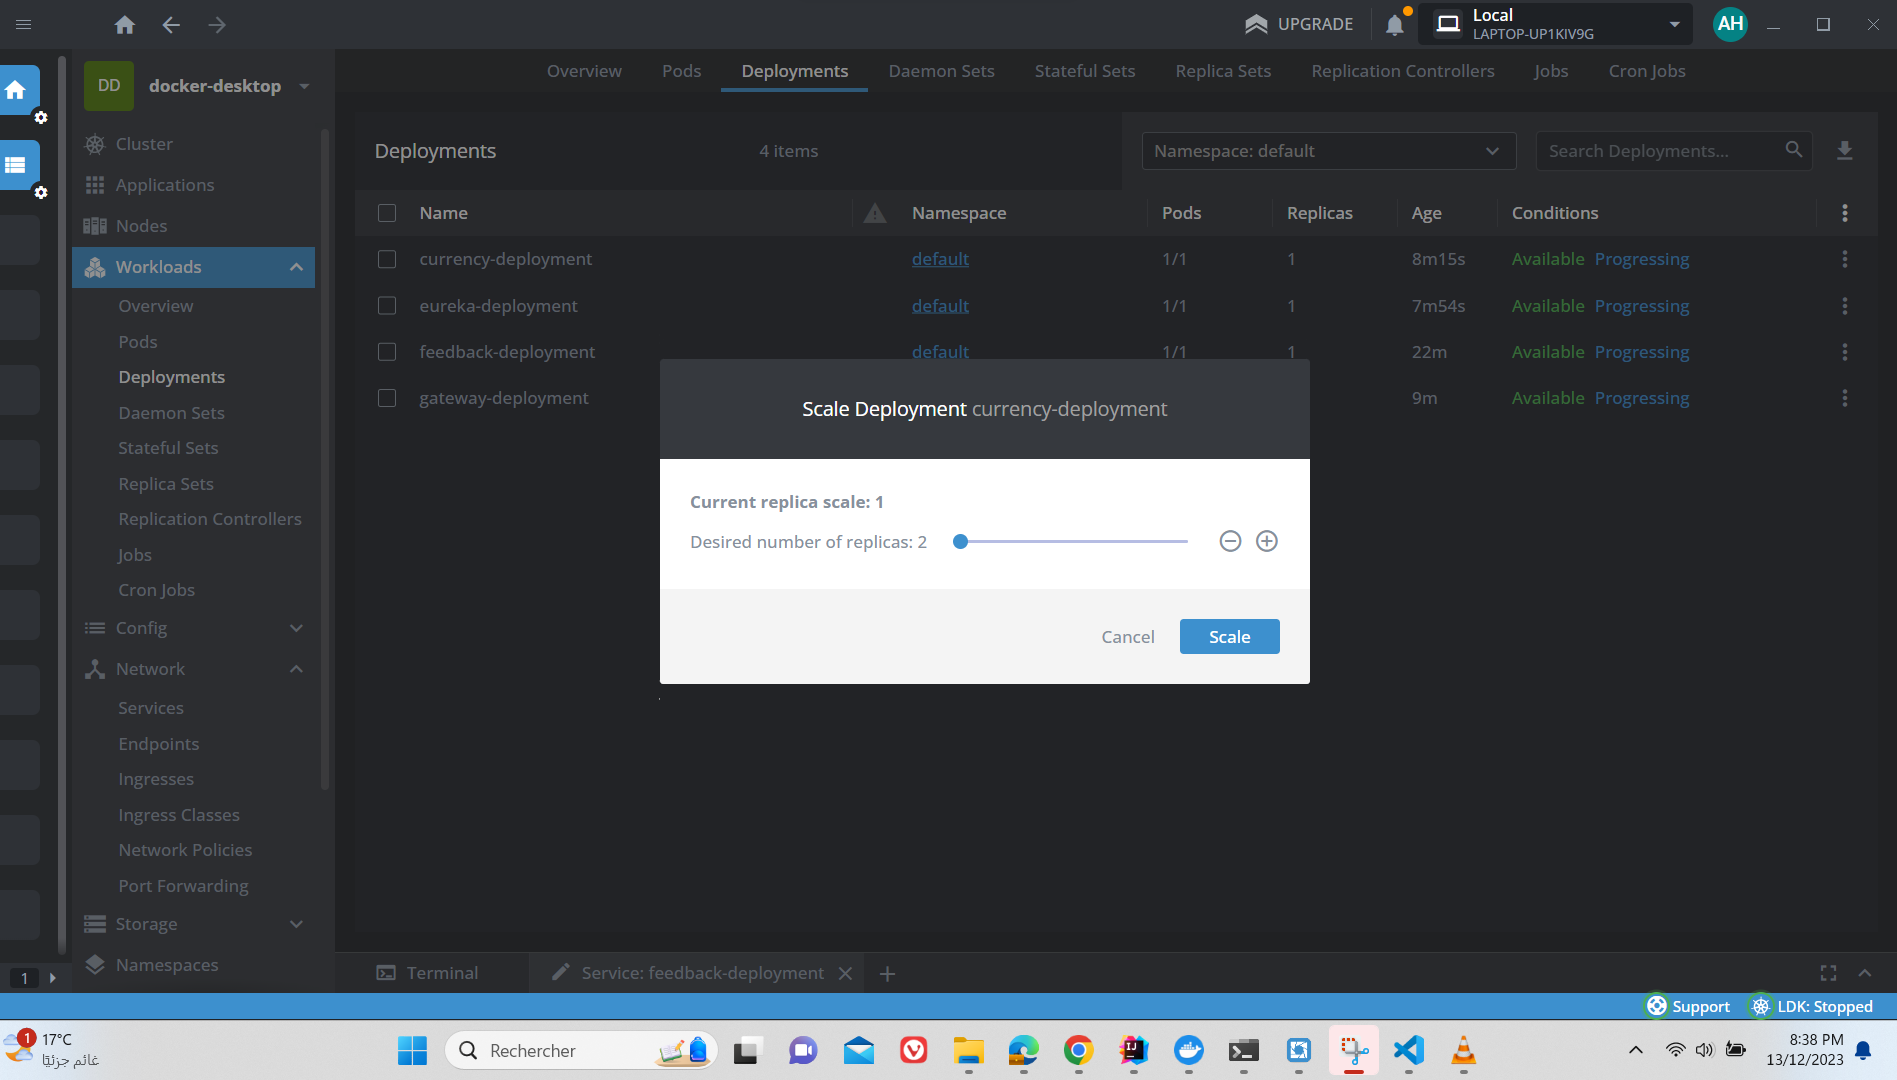 UPGRADE
Local
LAPTOP-UP1KIV9G
AH
DD
docker-desktop
Cluster
Applications
Nodes
Workloads
Overview
Pods
Deployments
Daemon Sets
Stateful Sets
Replica Sets
Replication Controllers
Jobs
Cron Jobs
Config
Network
Services
Endpoints
Ingresses
Ingress Classes
Network Policies
Port Forwarding
Storage
Namespaces
1
Overview Pods Deployments Daemon Sets Stateful Sets Replica Sets Replication Controllers Jobs Cron Jobs
Deployments 4 items Namespace: default Search Deployments...
Name Namespace Pods Replicas Age Conditions
currency-deployment default 1/1 1 8m15s Available Progressing
eureka-deployment default 1/1 1 7m54s Available Progressing
feedback-deployment default 1/1 1 22m Available Progressing
gateway-deployment 9m Available Progressing
Scale Deployment currency-deployment
Current replica scale: 1
Desired number of replicas: 2
Cancel Scale
Terminal Service: feedback-deployment
Support LDK: Stopped
1
17°C
غائم جزئيًا
Rechercher
IJ
8:38 PM
13/12/2023